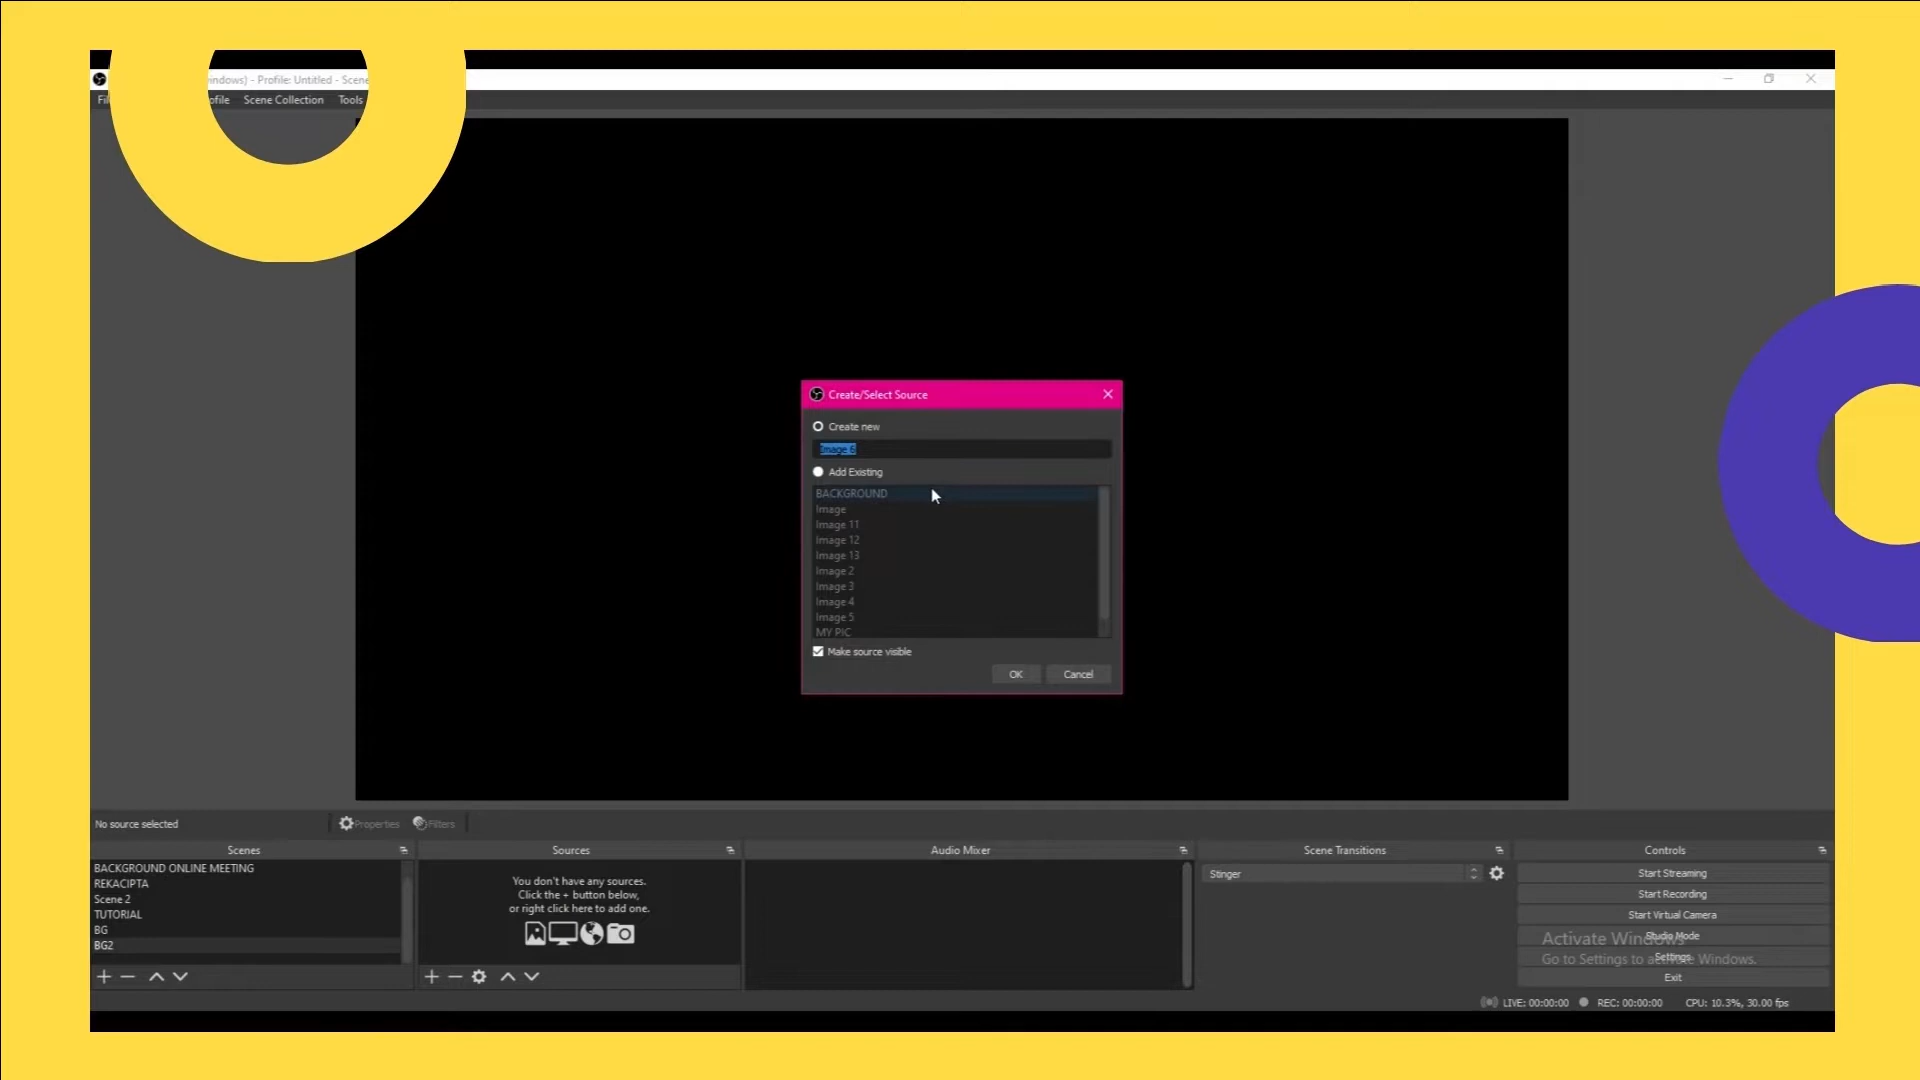 indows) - Profile: Untitled - Scene
Fil ofile Scene Collection Tools
Create/Select Source
Create new
Image 6
Add Existing
BACKGROUND
Image
Image 11
Image 12
Image 13
Image 2
Image 3
Image 4
Image 5
MY PIC
Make source visible
OK Cancel
No source selected Properties Filters
Scenes
BACKGROUND ONLINE MEETING
REKACIPTA
Scene 2
TUTORIAL
BG
BG2
Sources
You don't have any sources.
Click the + button below,
or right click here to add one.
Audio Mixer
Scene Transitions
Stinger
Controls
Start Streaming
Start Recording
Start Virtual Camera
Studio Mode
Settings
Exit
Activate Windows
Go to Settings to activate Windows.
LIVE: 00:00:00 REC: 00:00:00 CPU: 10.3%, 30.00 fps